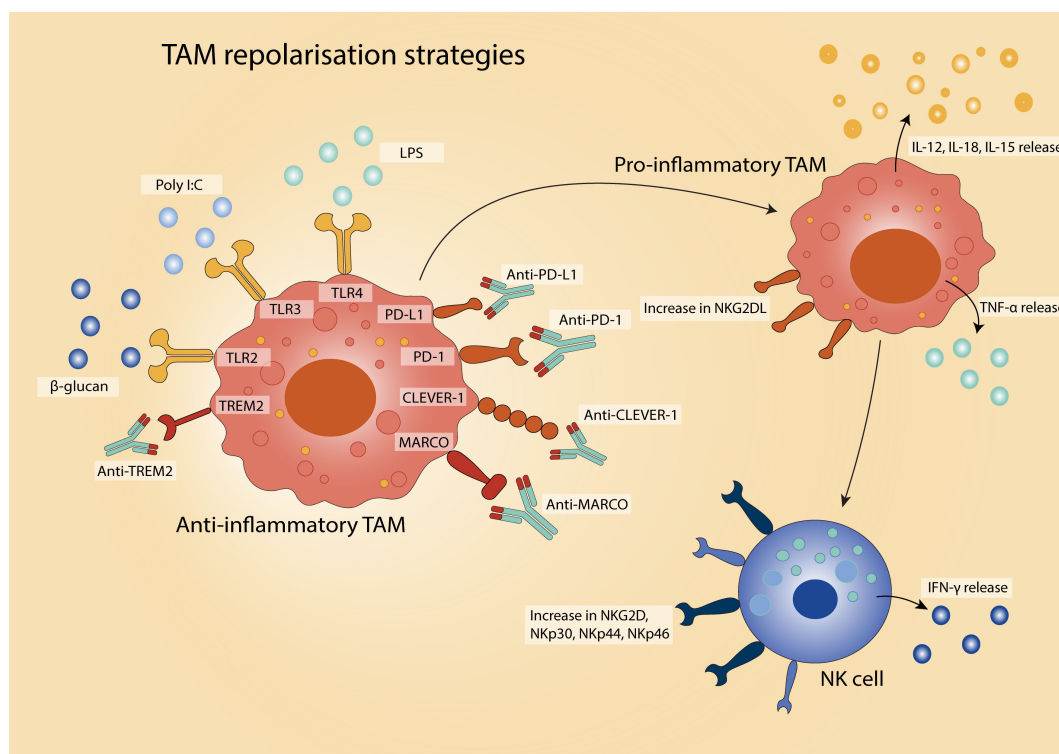 TAM repolarisation strategies
LPS
Poly I:C
β-glucan
TLR4
TLR3
TLR2
TREM2
PD-L1
PD-1
CLEVER-1
MARCO
Anti-PD-L1
Anti-PD-1
Anti-CLEVER-1
Anti-MARCO
Anti-TREM2
Anti-inflammatory TAM
Pro-inflammatory TAM
IL-12, IL-18, IL-15 release
Increase in NKG2DL
TNF-α release
Increase in NKG2D,
NKp30, NKp44, NKp46
IFN-γ release
NK cell